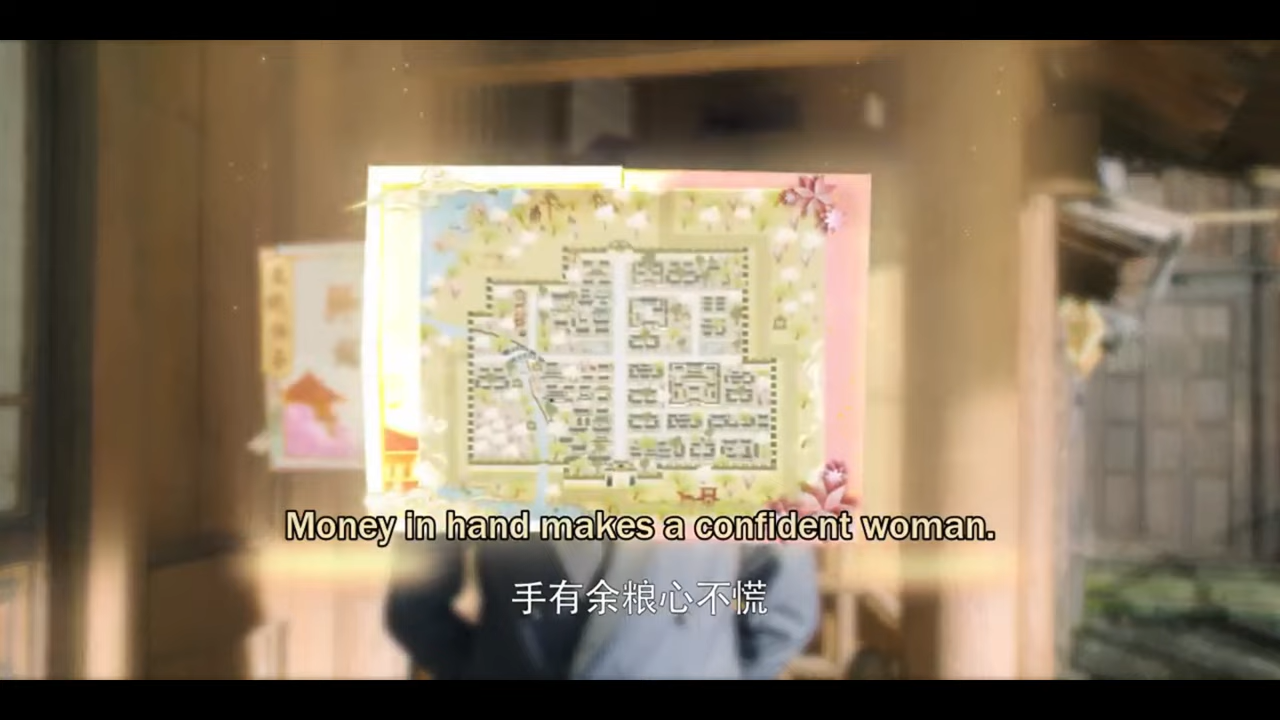 Money in hand makes a confident woman.
手有余粮心不慌